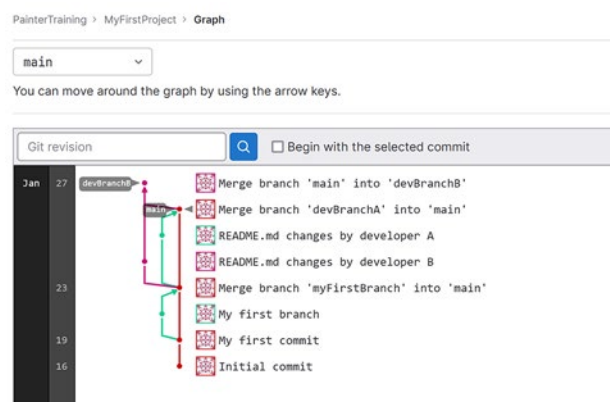 PainterTraining > MyFirstProject > Graph
main
You can move around the graph by using the arrow keys.
Git revision
Begin with the selected commit
Jan 27 devBranchB Merge branch 'main' into 'devBranchB'
main Merge branch 'devBranchA' into 'main'
README.md changes by developer A
README.md changes by developer B
23 Merge branch 'myFirstBranch' into 'main'
My first branch
19 My first commit
16 Initial commit